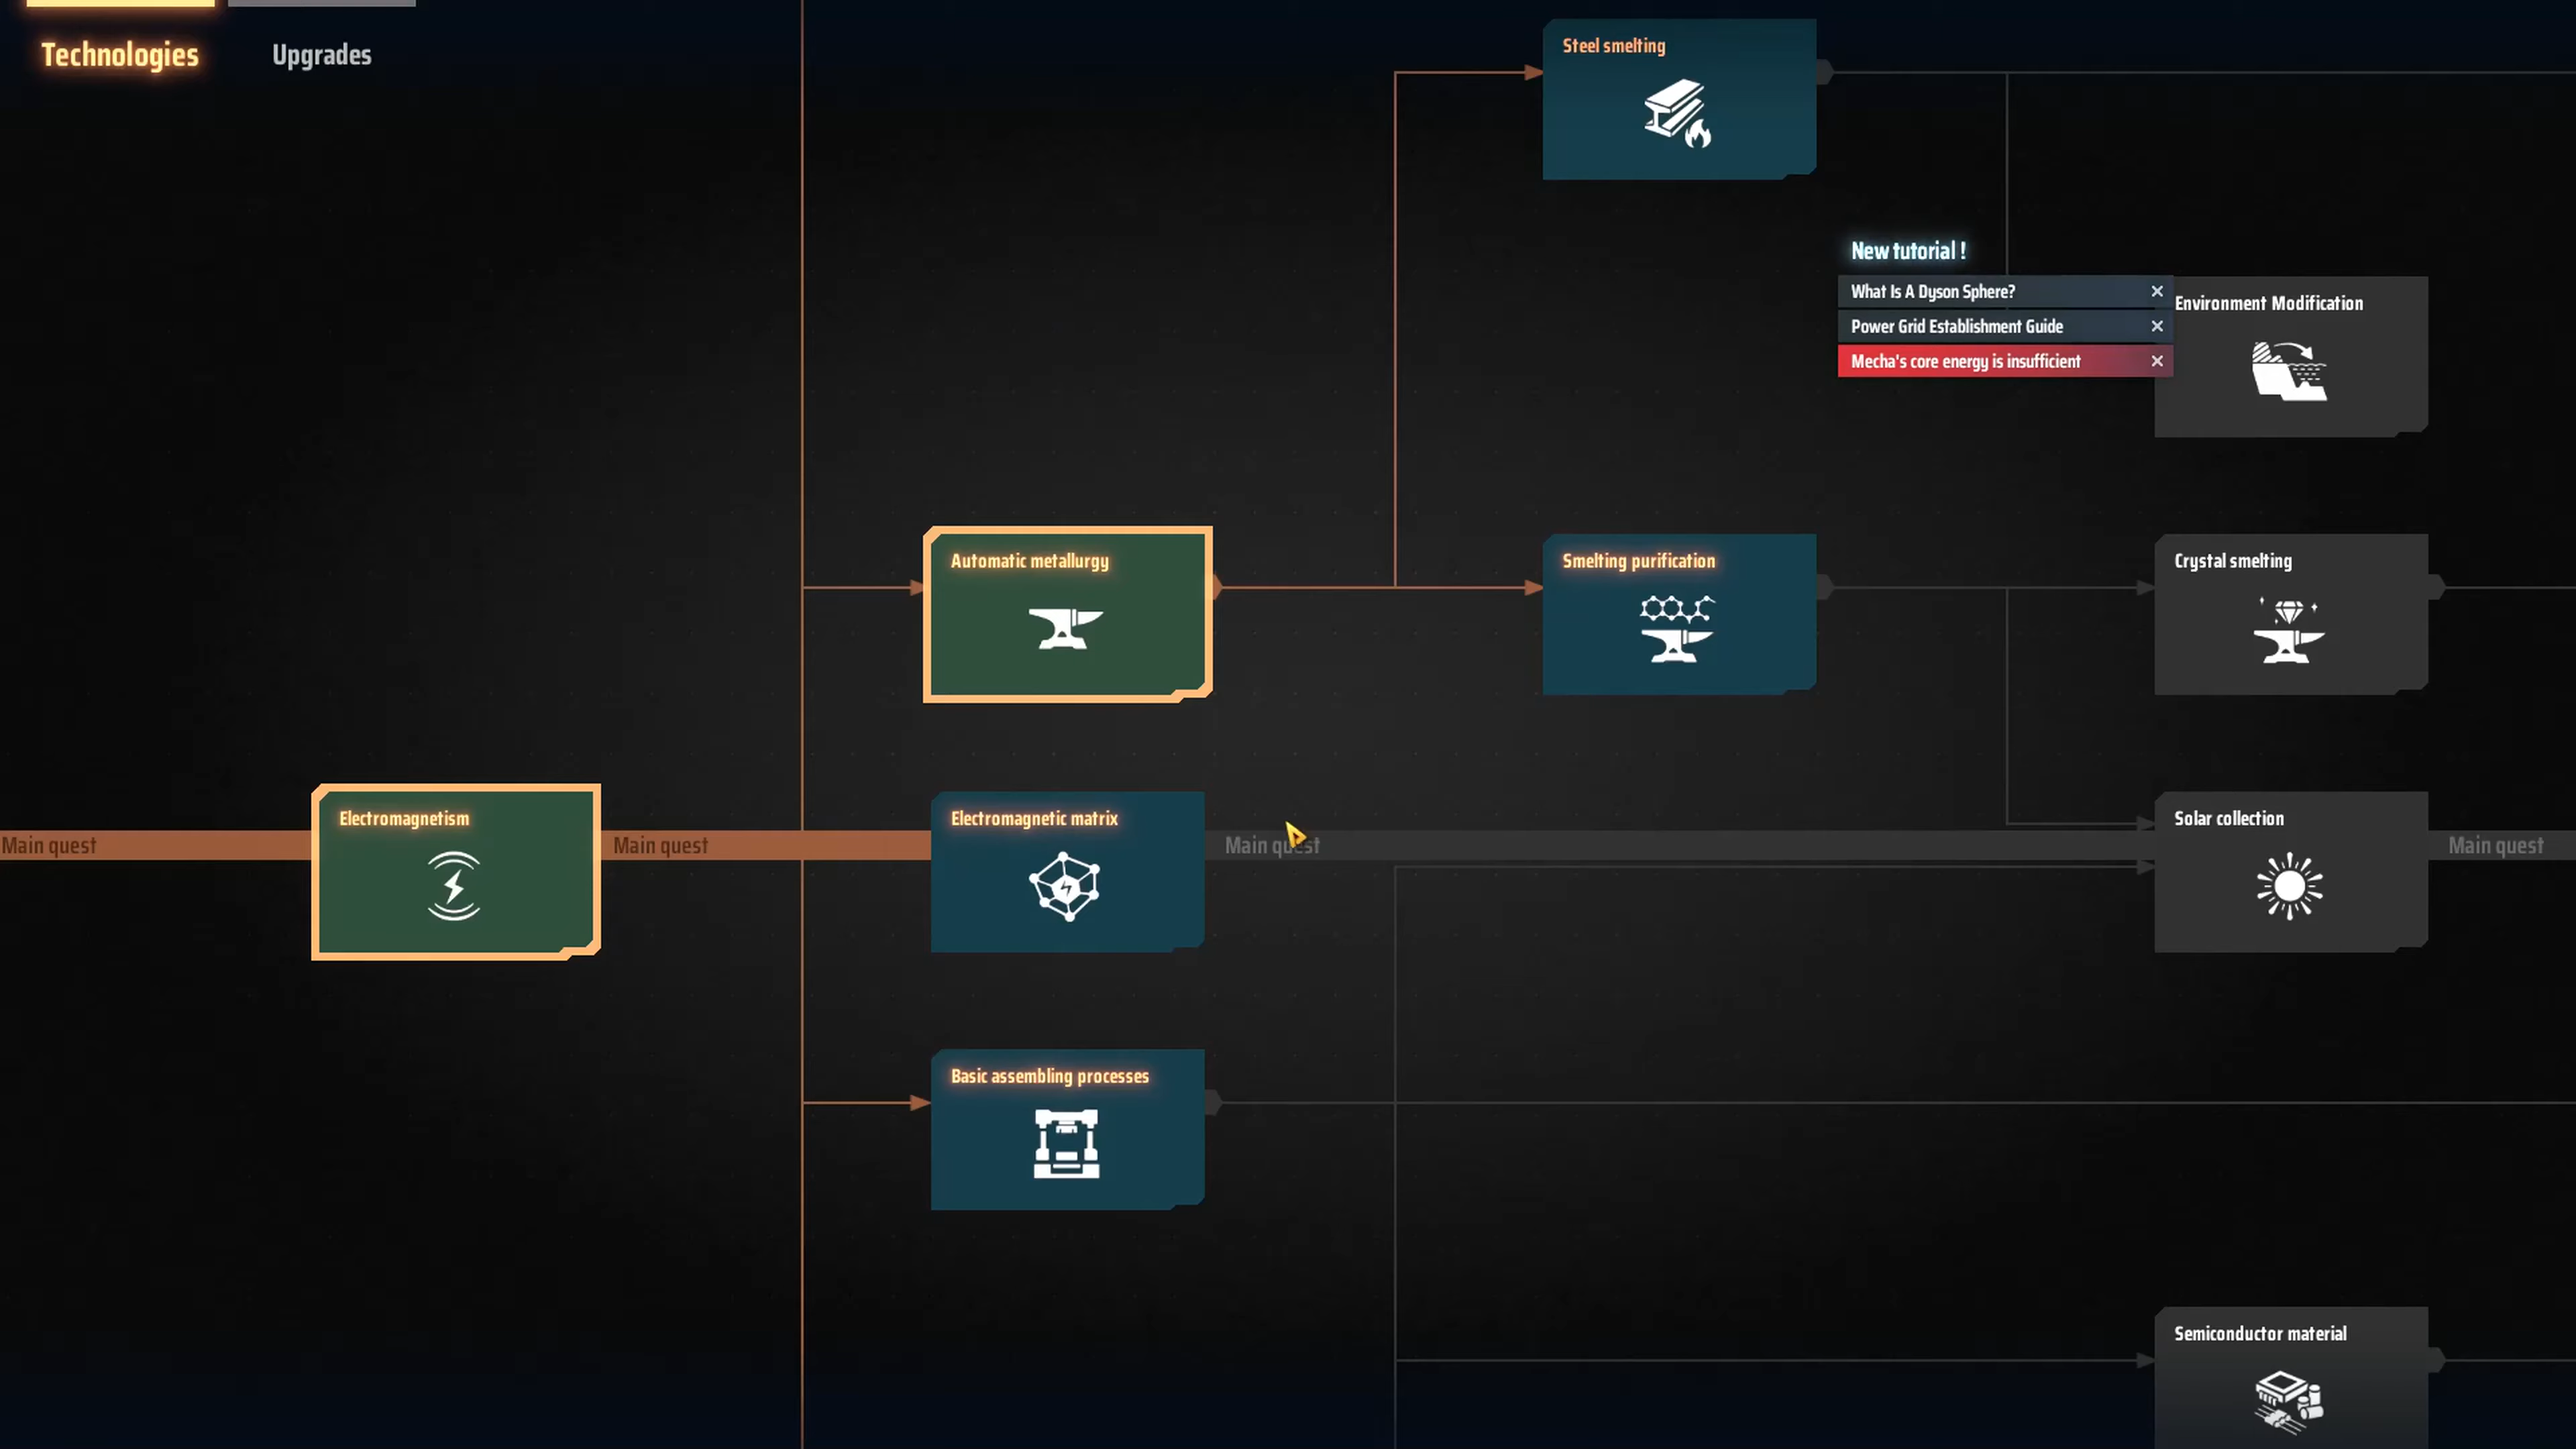 Technologies
Upgrades
Steel smelting
New tutorial !
What Is A Dyson Sphere?
Power Grid Establishment Guide
Mecha's core energy is insufficient
Environment Modification
Automatic metallurgy
Smelting purification
Crystal smelting
Electromagnetism
Electromagnetic matrix
Solar collection
Main quest
Main quest
Main quest
Main quest
Basic assembling processes
Semiconductor material